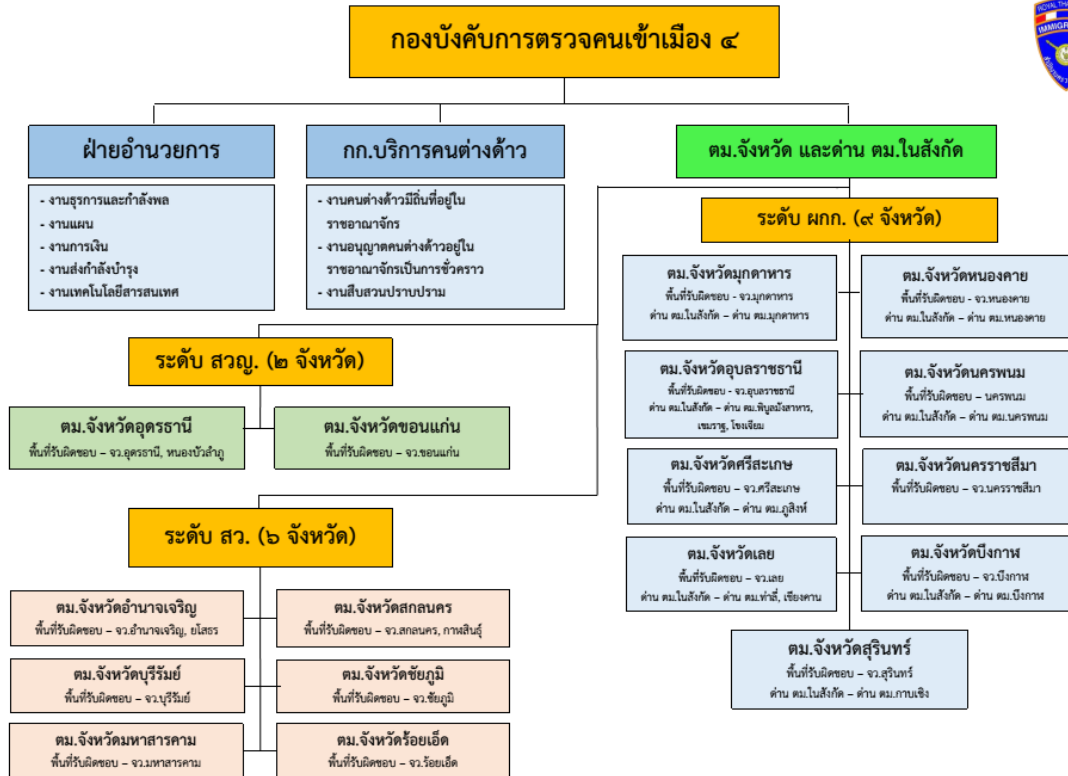 กองบังคับการตรวจคนเข้าเมือง ๔
ROYAL THA
IMMIGR
ฝ่ายอำนวยการ
- งานธุรการและกำลังพล
- งานแผน
- งานการเงิน
- งานส่งกำลังบำรุง
- งานเทคโนโลยีสารสนเทศ
กก.บริการคนต่างด้าว
- งานคนต่างด้าวมีถิ่นที่อยู่ใน
ราชอาณาจักร
- งานอนุญาตคนต่างด้าวอยู่ใน
ราชอาณาจักรเป็นการชั่วคราว
- งานสืบสวนปราบปราม
ตม.จังหวัด และด่าน ตม.ในสังกัด
ระดับ ผกก. (๙ จังหวัด)
ตม.จังหวัดมุกดาหาร
พื้นที่รับผิดชอบ - จว.มุกดาหาร
ด่าน ตม.ในสังกัด – ด่าน ตม.มุกดาหาร
ตม.จังหวัดหนองคาย
พื้นที่รับผิดชอบ -จว.หนองคาย
ด่าน ตม.ในสังกัด – ด่าน ตม.หนองคาย
ตม.จังหวัดอุบลราชธานี
พื้นที่รับผิดชอบ -จว.อุบลราชธานี
ด่าน ตม.ในสังกัด – ด่าน ตม.พิบูลมังสาหาร,
เขมราฐ, โขงเจียม
ตม.จังหวัดนครพนม
พื้นที่รับผิดชอบ – นครพนม
ด่าน ตม.ในสังกัด – ด่าน ตม.นครพนม
ตม.จังหวัดศรีสะเกษ
พื้นที่รับผิดชอบ – จว.ศรีสะเกษ
ด่าน ตม.ในสังกัด – ด่าน ตม.ภูสิงห์
ตม.จังหวัดนครราชสีมา
พื้นที่รับผิดชอบ – จว.นครราชสีมา
ตม.จังหวัดเลย
พื้นที่รับผิดชอบ – จว.เลย
ด่าน ตม.ในสังกัด – ด่าน ตม.ท่าลี่, เชียงคาน
ตม.จังหวัดบึงกาฬ
พื้นที่รับผิดชอบ – จว.บึงกาฬ
ด่าน ตม.ในสังกัด – ด่าน ตม.บึงกาฬ
ตม.จังหวัดสุรินทร์
พื้นที่รับผิดชอบ – จว.สุรินทร์
ด่าน ตม.ในสังกัด – ด่าน ตม.กาบเชิง
ระดับ สวญ. (๒ จังหวัด)
ตม.จังหวัดอุดรธานี
พื้นที่รับผิดชอบ – จว.อุดรธานี, หนองบัวลำภู
ตม.จังหวัดขอนแก่น
พื้นที่รับผิดชอบ – จว.ขอนแก่น
ระดับ สว. (๖ จังหวัด)
ตม.จังหวัดอำนาจเจริญ
พื้นที่รับผิดชอบ – จว.อำนาจเจริญ, ยโสธร
ตม.จังหวัดสกลนคร
พื้นที่รับผิดชอบ – จว.สกลนคร, กาฬสินธุ์
ตม.จังหวัดบุรีรัมย์
พื้นที่รับผิดชอบ – จว.บุรีรัมย์
ตม.จังหวัดชัยภูมิ
พื้นที่รับผิดชอบ – จว.ชัยภูมิ
ตม.จังหวัดมหาสารคาม
พื้นที่รับผิดชอบ – จว.มหาสารคาม
ตม.จังหวัดร้อยเอ็ด
พื้นที่รับผิดชอบ – จว.ร้อยเอ็ด